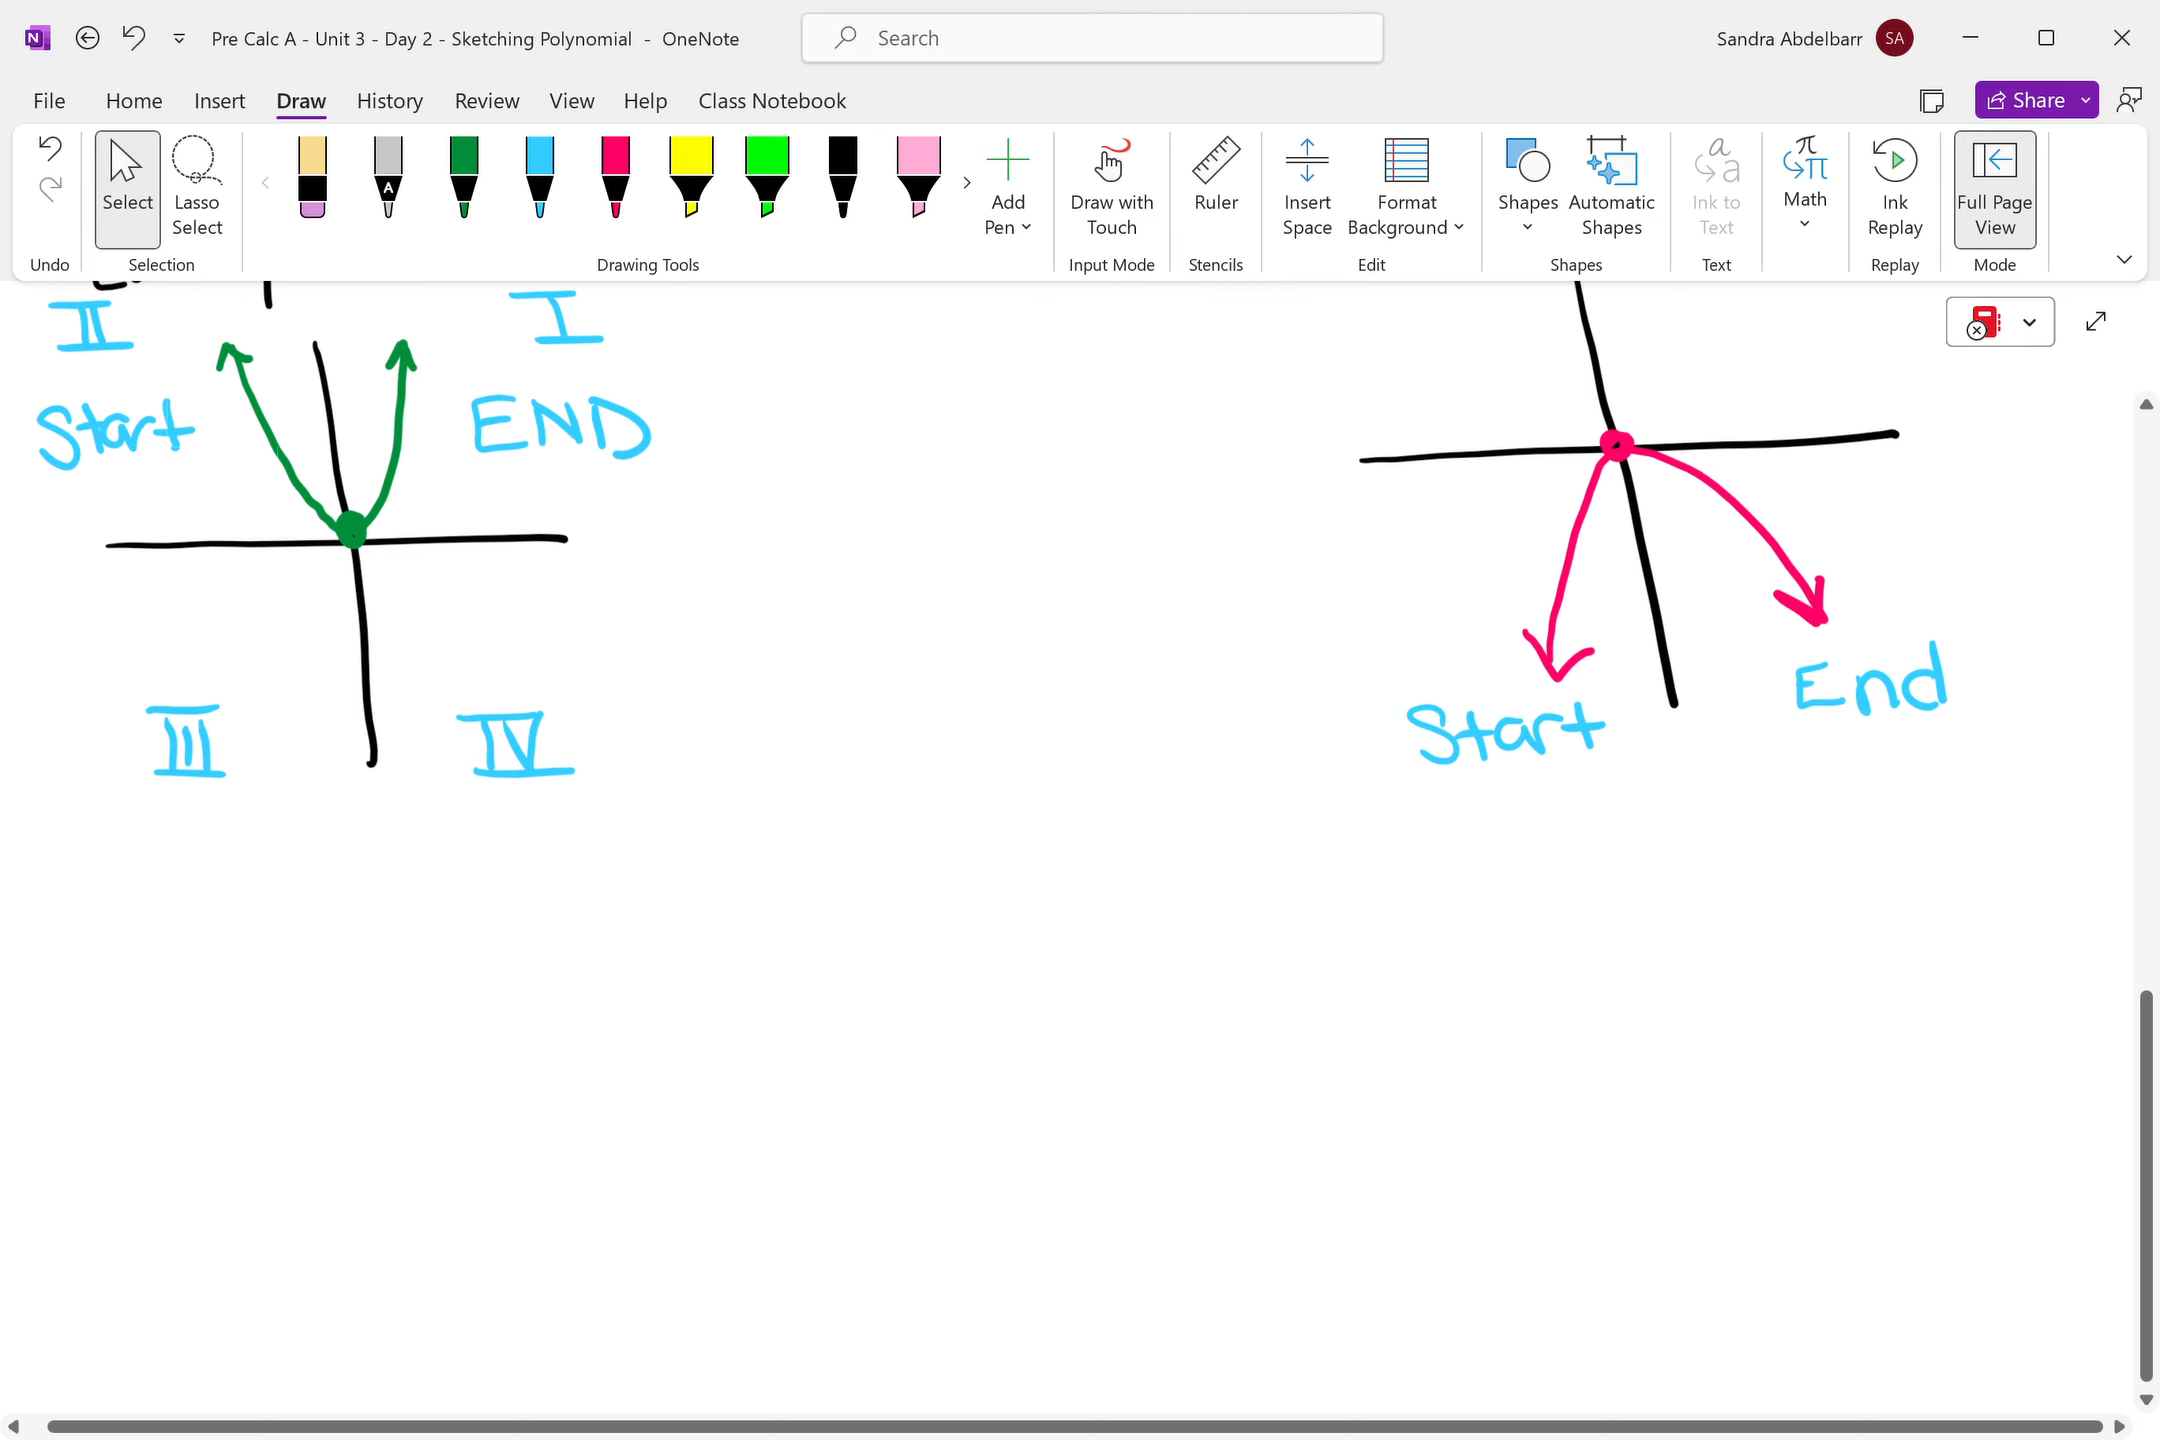 Pre Calc A - Unit 3 - Day 2 - Sketching Polynomial - OneNote
Search
Sandra Abdelbarr
SA
File Home Insert Draw History Review View Help Class Notebook
Share
Select
Lasso Select
Add Pen
Draw with Touch
Ruler
Insert Space
Format Background
Shapes
Automatic Shapes
Ink to Text
Math
Ink Replay
Full Page View
Undo Selection Drawing Tools Input Mode Stencils Edit Shapes Text Replay Mode
II I
Start END
III IV
Start End